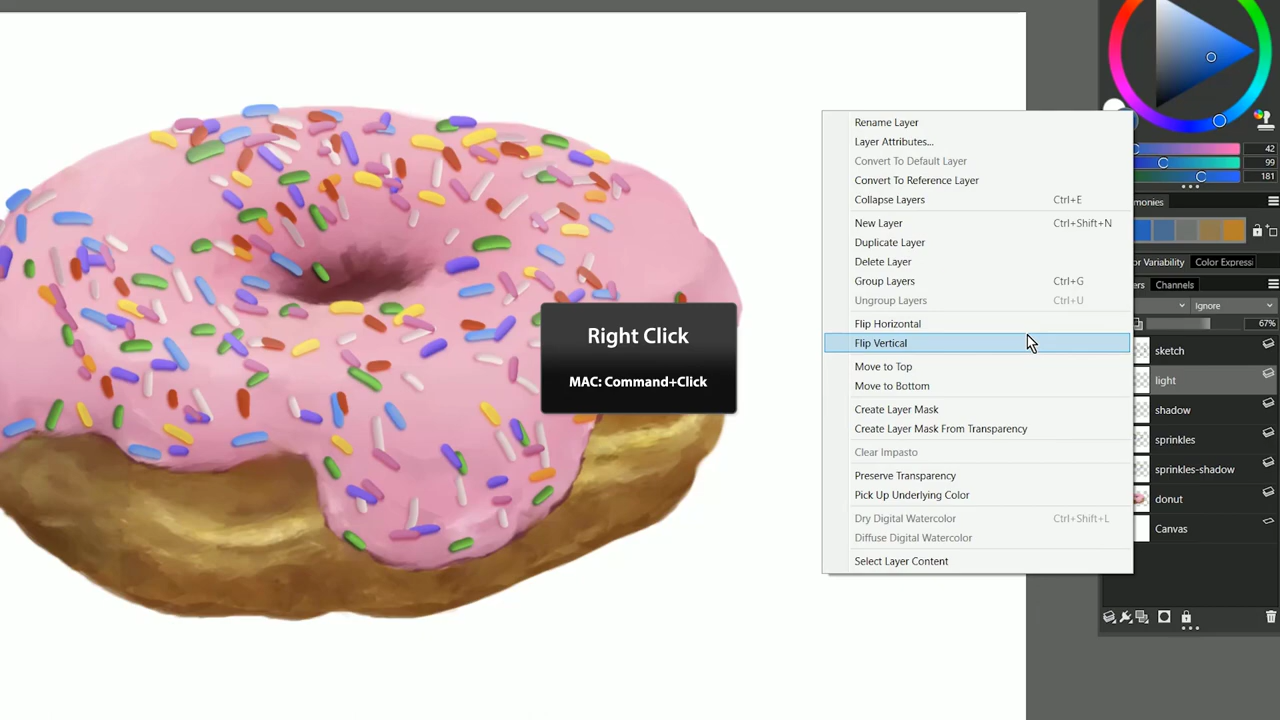 Right Click
MAC: Command+Click
Rename Layer
Layer Attributes...
Convert To Default Layer
Convert To Reference Layer
Collapse Layers Ctrl+E
New Layer Ctrl+Shift+N
Duplicate Layer
Delete Layer
Group Layers Ctrl+G
Ungroup Layers Ctrl+U
Flip Horizontal
Flip Vertical
Move to Top
Move to Bottom
Create Layer Mask
Create Layer Mask From Transparency
Clear Impasto
Preserve Transparency
Pick Up Underlying Color
Dry Digital Watercolor Ctrl+Shift+L
Diffuse Digital Watercolor
Select Layer Content
42
99
181
monies
or Variability Color Expressi
ers Channels
Ignore
67%
sketch
light
shadow
sprinkles
sprinkles-shadow
donut
Canvas